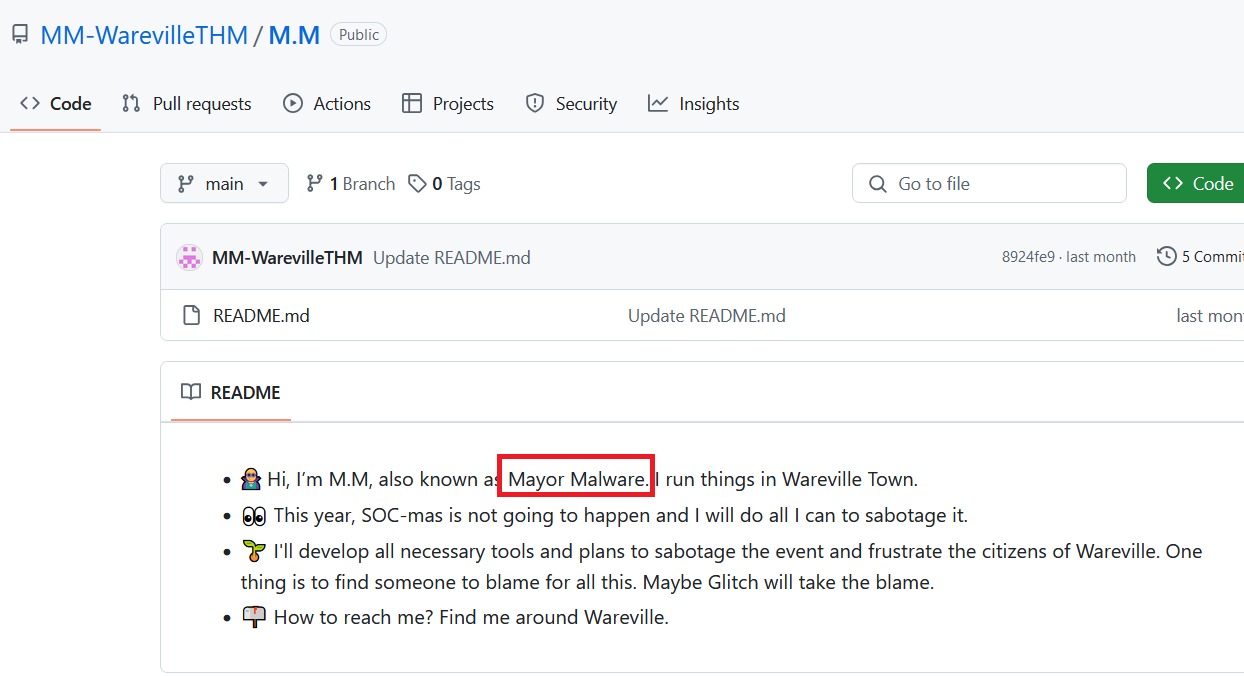 MM-WarevilleTHM / M.M Public
Code Pull requests Actions Projects Security Insights
main 1 Branch 0 Tags Go to file Code
MM-WarevilleTHM Update README.md 8924fe9 · last month 5 Commit
README.md Update README.md last mon
README
Hi, I’m M.M, also known as Mayor Malware. I run things in Wareville Town.
This year, SOC-mas is not going to happen and I will do all I can to sabotage it.
I'll develop all necessary tools and plans to sabotage the event and frustrate the citizens of Wareville. One
thing is to find someone to blame for all this. Maybe Glitch will take the blame.
How to reach me? Find me around Wareville.